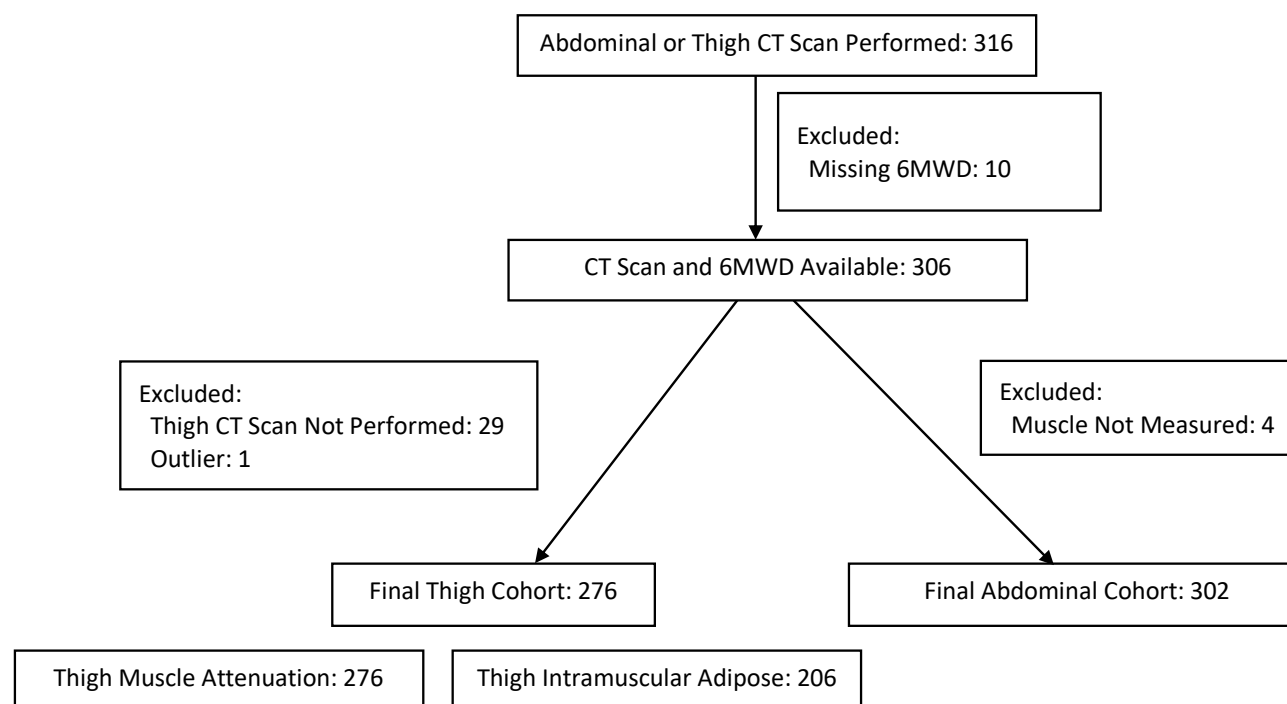 Abdominal or Thigh CT Scan Performed: 316
Excluded:
Missing 6MWD: 10
CT Scan and 6MWD Available: 306
Excluded:
Thigh CT Scan Not Performed: 29
Outlier: 1
Excluded:
Muscle Not Measured: 4
Final Thigh Cohort: 276
Final Abdominal Cohort: 302
Thigh Muscle Attenuation: 276
Thigh Intramuscular Adipose: 206